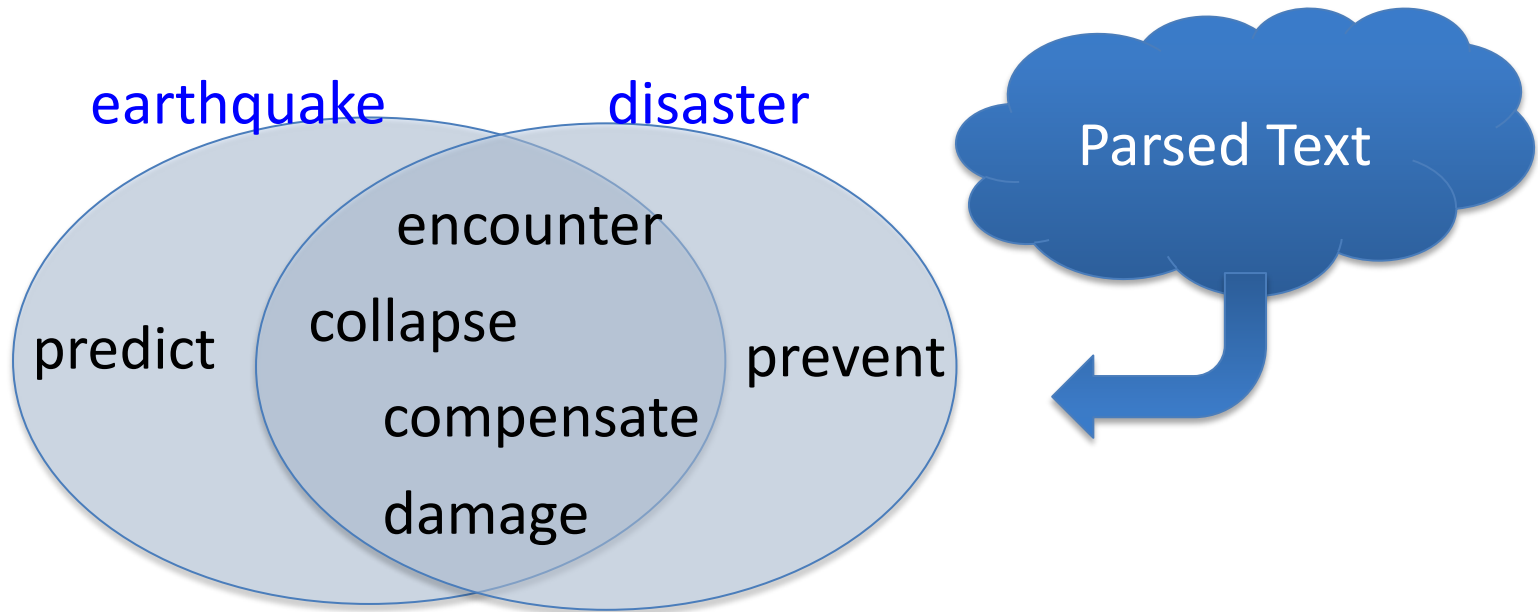 earthquake
disaster
Parsed Text
encounter
collapse
predict
prevent
compensate
damage